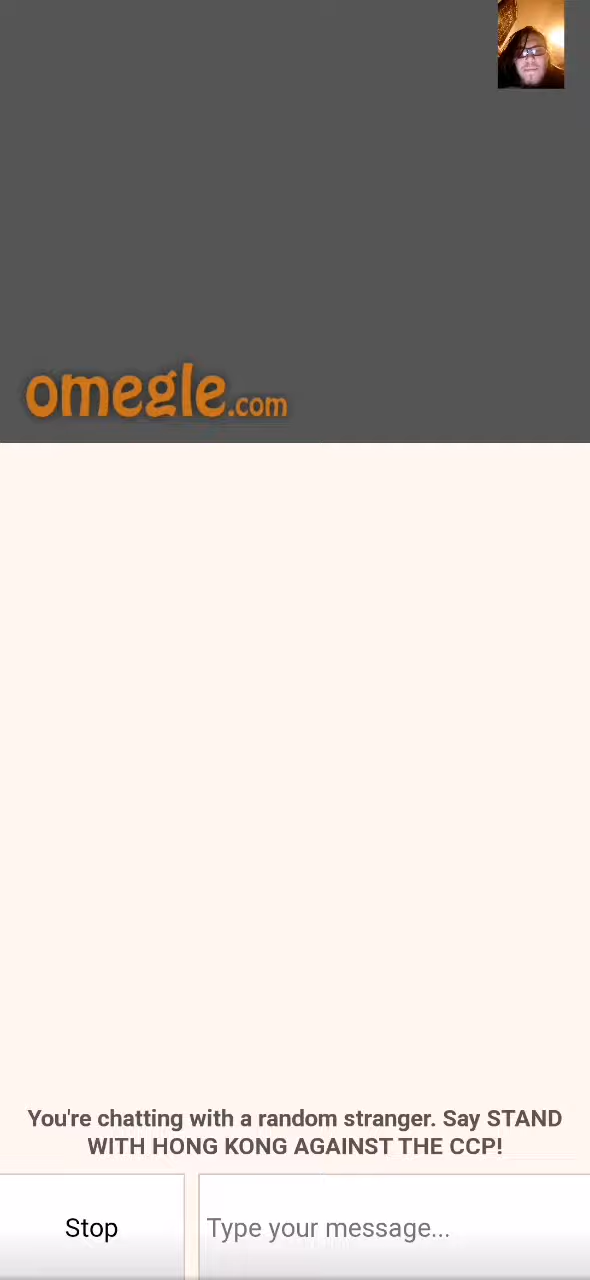 omegle.com
You're chatting with a random stranger. Say STAND
WITH HONG KONG AGAINST THE CCP!
Stop
Type your message...